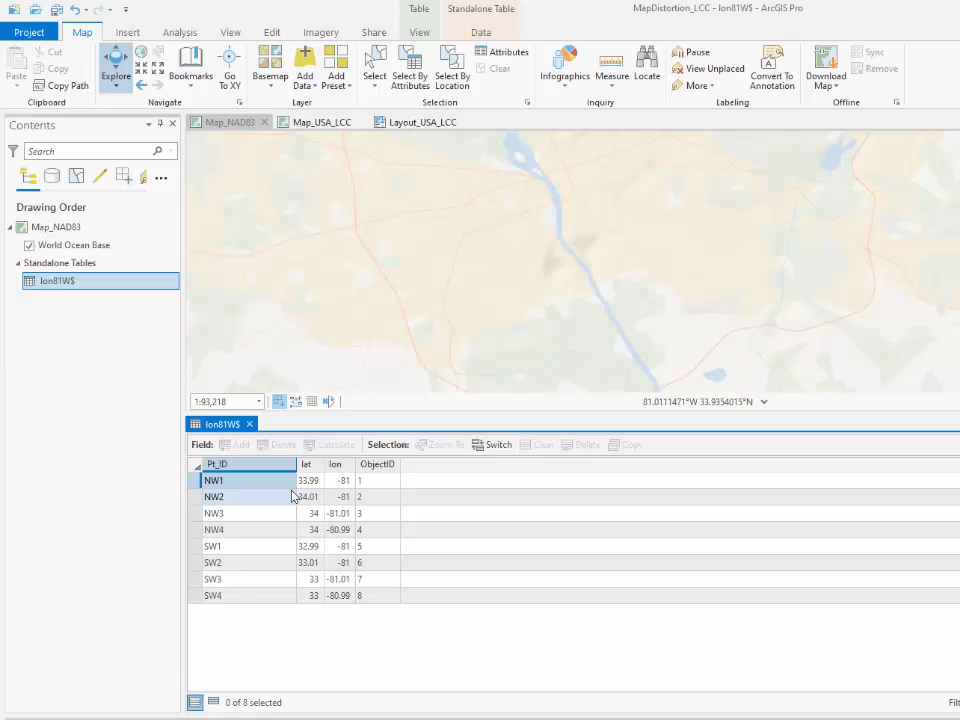 Table
Standalone Table
MapDistortion_LCC - lon81W$ - ArcGIS Pro
Project
Map
Insert
Analysis
View
Edit
Imagery
Share
View
Data
Paste
Cut
Copy
Copy Path
Clipboard
Explore
Bookmarks
Go To XY
Navigate
Basemap
Add Data
Add Preset
Layer
Select
Select By Attributes
Select By Location
Attributes
Clear
Selection
Infographics
Measure
Locate
Inquiry
Pause
View Unplaced
More
Convert To Annotation
Labeling
Download Map
Sync
Remove
Offline
Contents
Search
Drawing Order
Map_NAD83
World Ocean Base
Standalone Tables
lon81W$
Map_NAD83
Map_USA_LCC
Layout_USA_LCC
1:93,218
81.0111471°W 33.9354015°N
lon81W$
Field: Add Delete Calculate Selection: Zoom To Switch Clear Delete Copy
Pt_ID lat lon ObjectID
NW1 33.99 -81 1
NW2 34.01 -81 2
NW3 34 -81.01 3
NW4 34 -80.99 4
SW1 32.99 -81 5
SW2 33.01 -81 6
SW3 33 -81.01 7
SW4 33 -80.99 8
0 of 8 selected